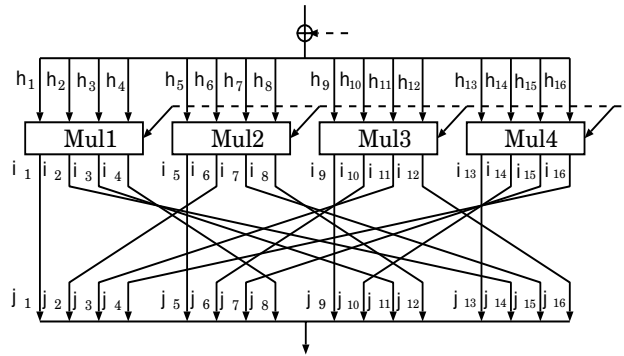 h1 h2 h3 h4 h5 h6 h7 h8 h9 h10 h11 h12 h13 h14 h15 h16
Mul1 Mul2 Mul3 Mul4
i1 i2 i3 i4 i5 i6 i7 i8 i9 i10 i11 i12 i13 i14 i15 i16
j1 j2 j3 j4 j5 j6 j7 j8 j9 j10 j11 j12 j13 j14 j15 j16